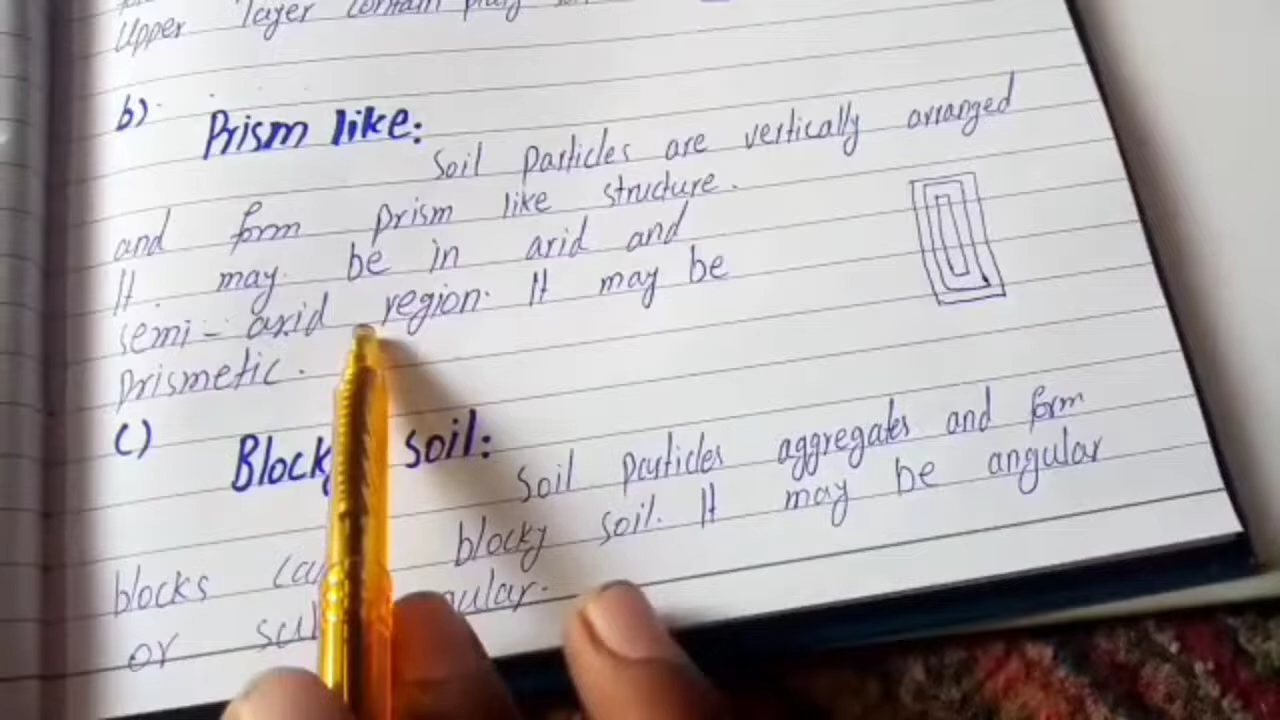 Upper layer contain platy
b) Prism like:
Soil particles are vertically arranged
and form prism like structure.
It may be in arid and
semi-arid region. It may be
Prismetic.
c) Block soil:
Soil particles aggregates and form
blocks blocky soil. It may be angular
or